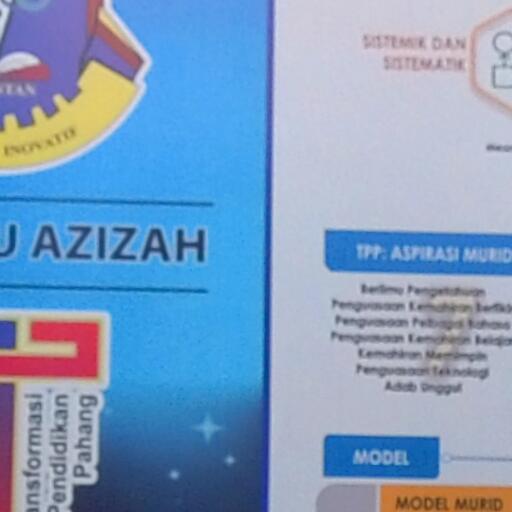 INOVATIF
U AZIZAH
ansformasi
Pendidikan
Pahang
SISTEMIK DAN
SISTEMATIK
TPP: ASPIRASI MURID
Berilmu Pengetahuan
Penguasaan Kemahiran Berfikir
Penguasaan Pelbagai Bahasa
Penguasaan Kemahiran Belajar
Kemahiran Memimpin
Penguasaan Teknologi
Adab Unggul
MODEL
MODEL MURID